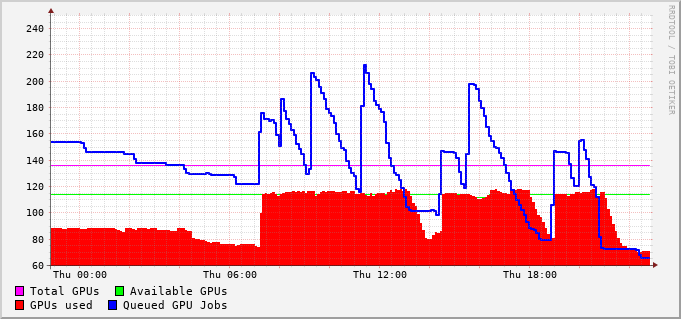 RRDTOOL / TOBI OETIKER
240
220
200
180
160
140
120
100
80
60
Thu 00:00 Thu 06:00 Thu 12:00 Thu 18:00
Total GPUs Available GPUs
GPUs used Queued GPU Jobs